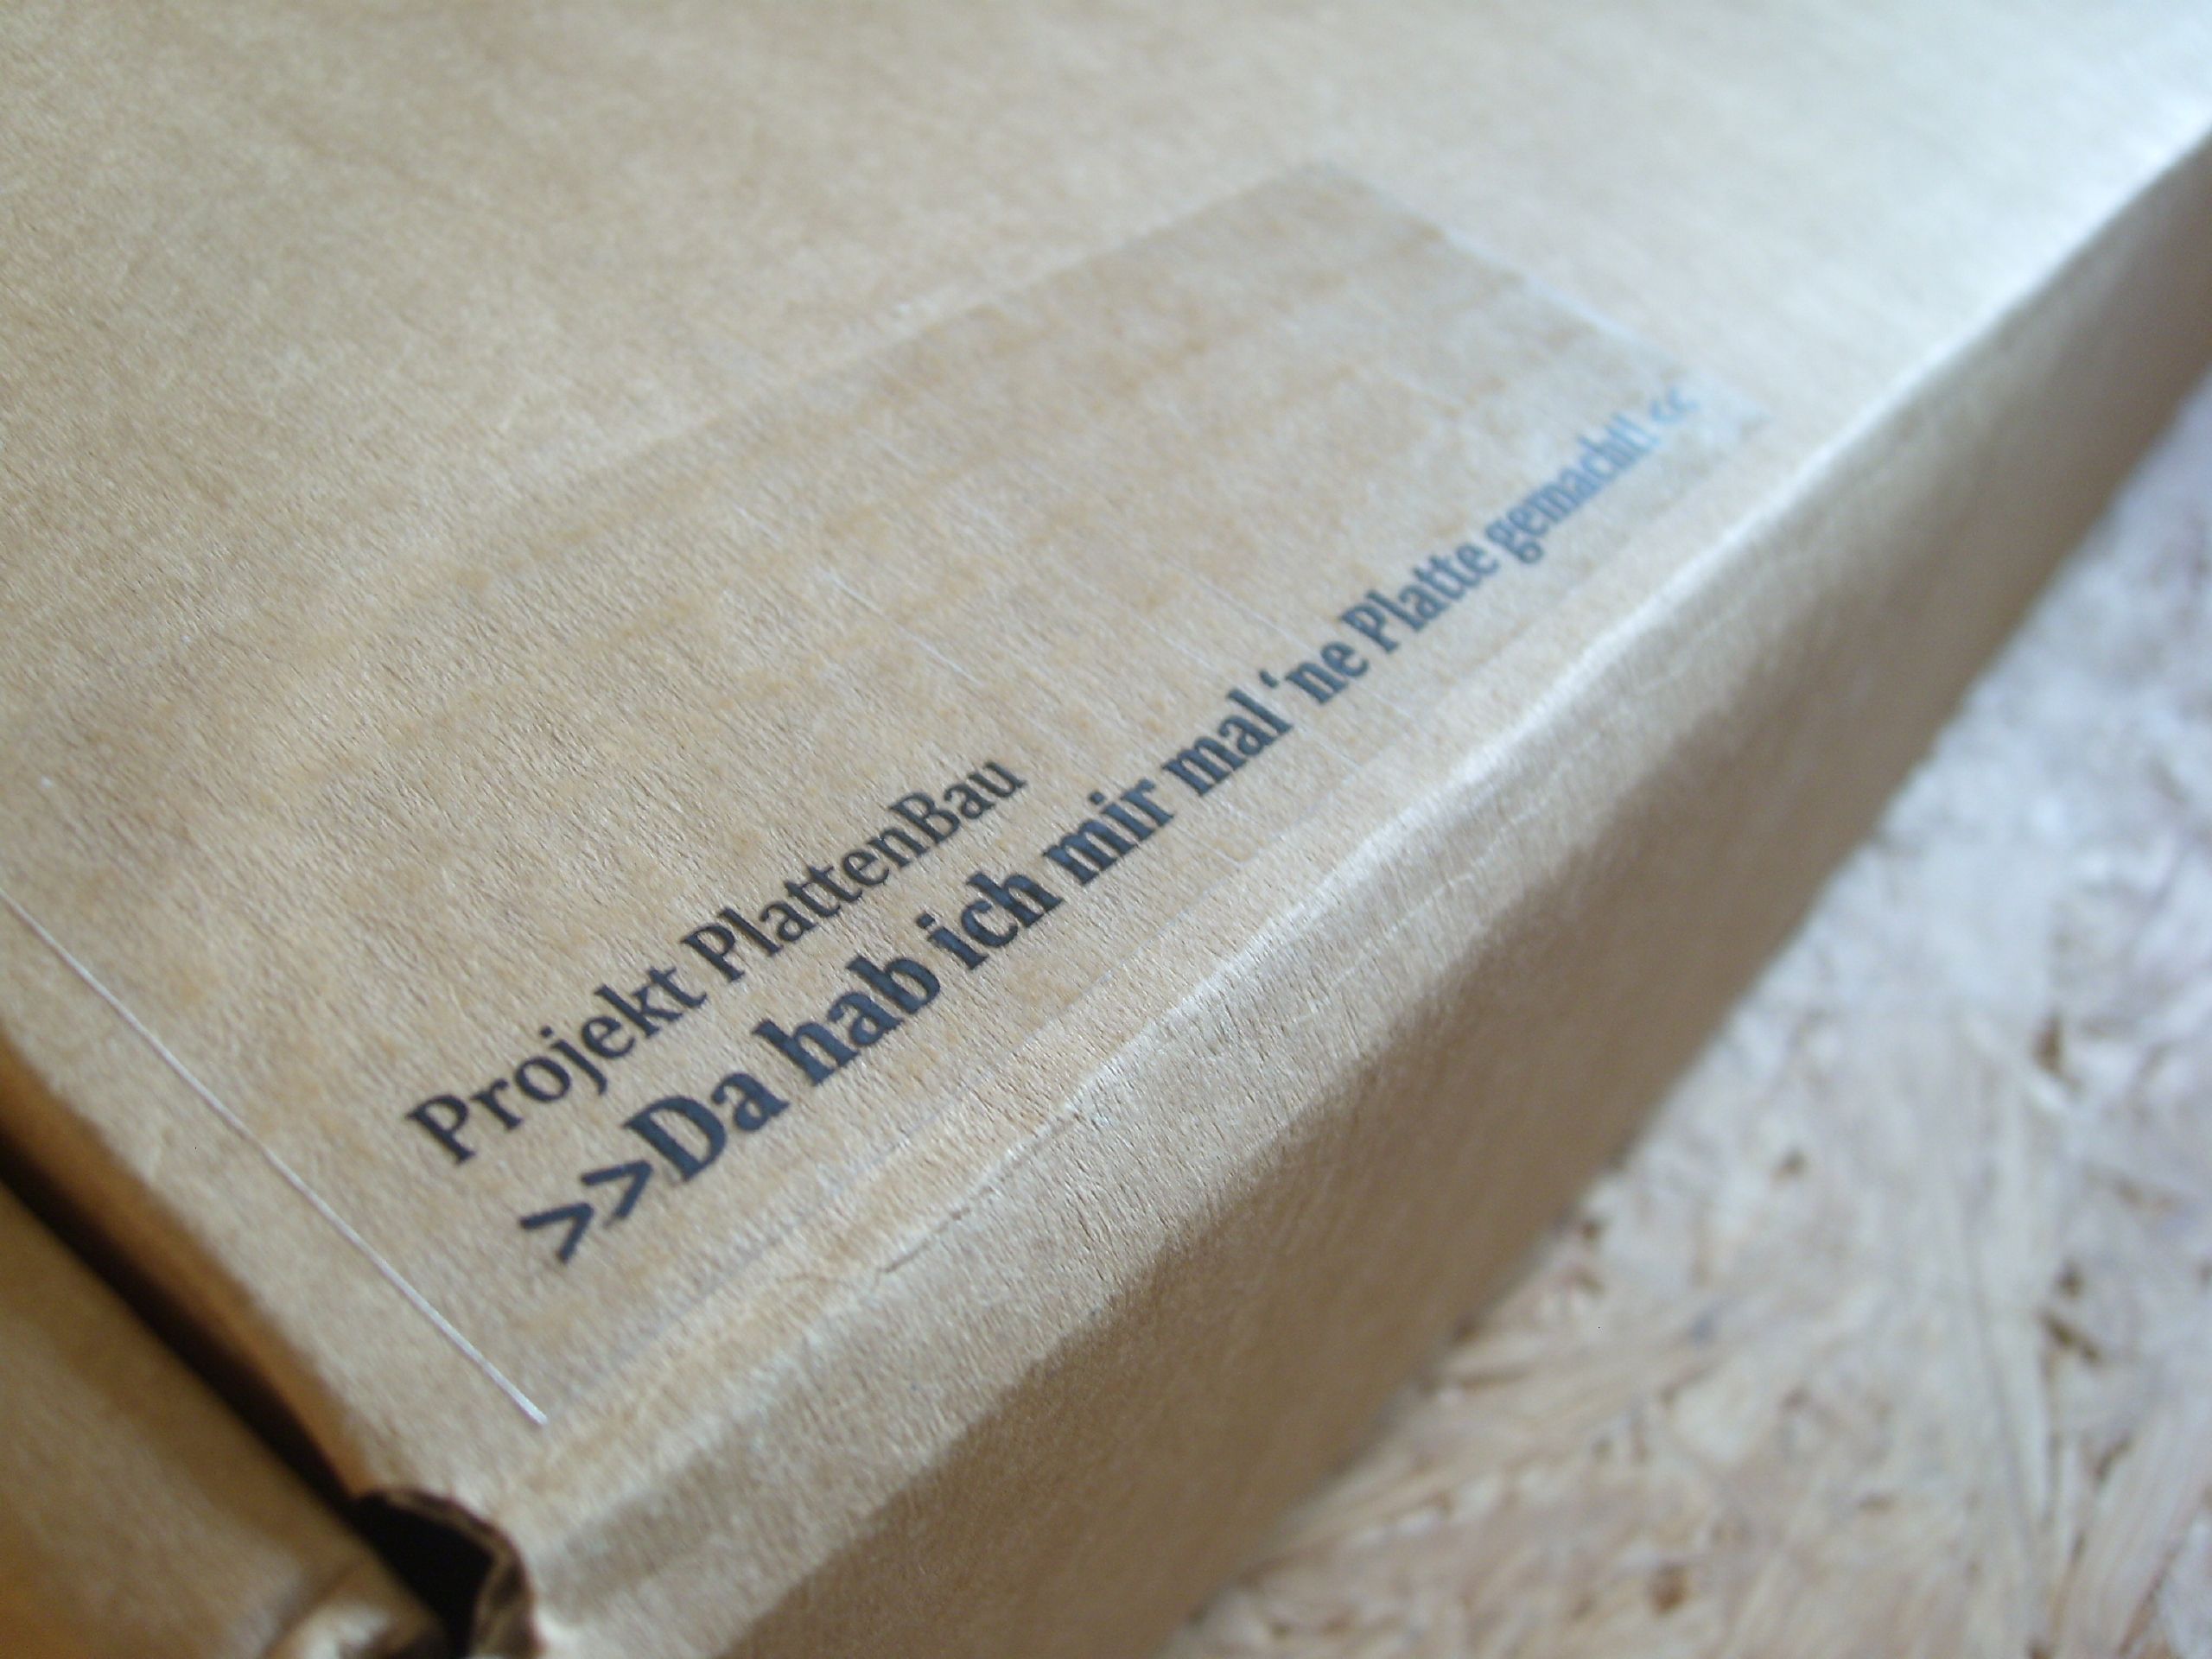 Projekt PlattenBau
>>Da hab ich mir mal ‘ne Platte gemacht! <<